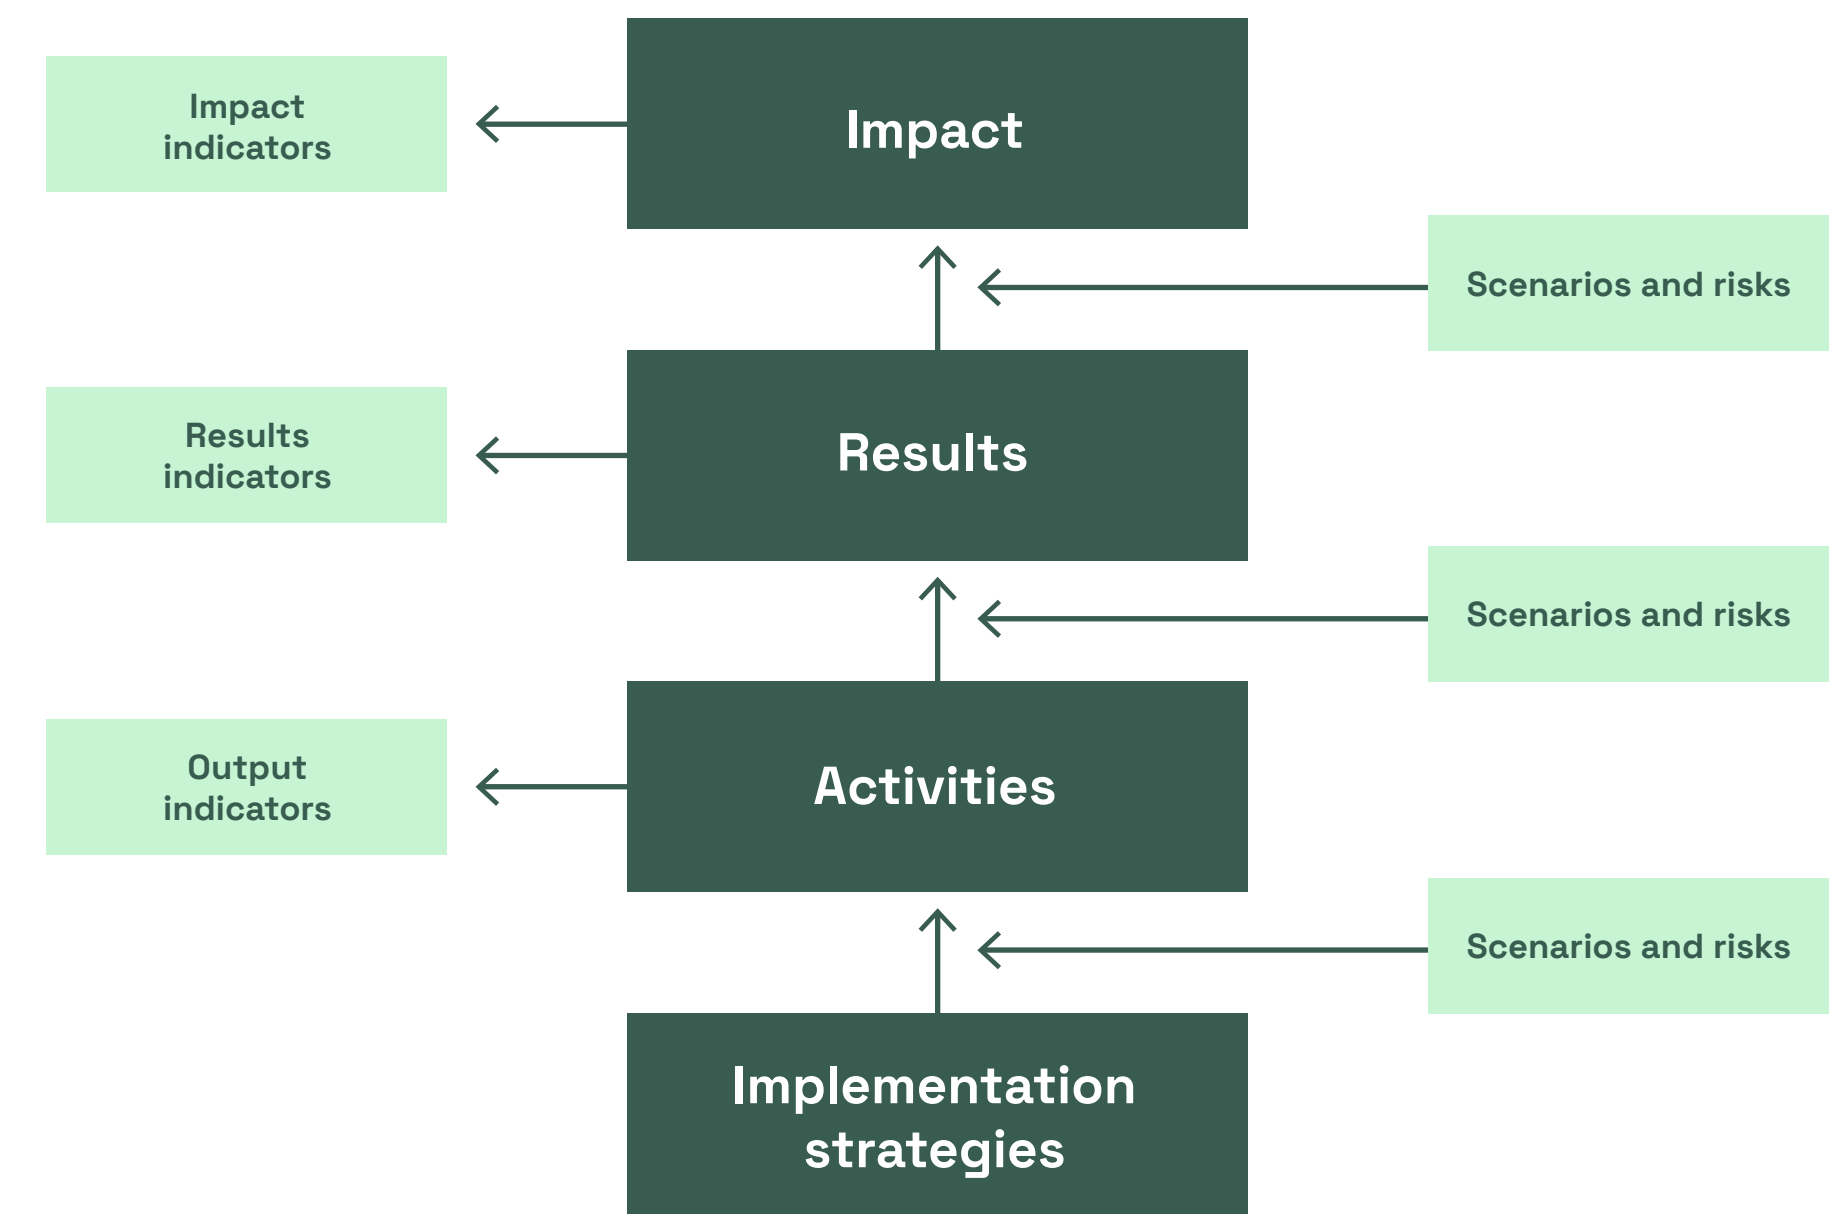 Impact
indicators
Impact
Scenarios and risks
Results
indicators
Results
Scenarios and risks
Output
indicators
Activities
Scenarios and risks
Implementation
strategies